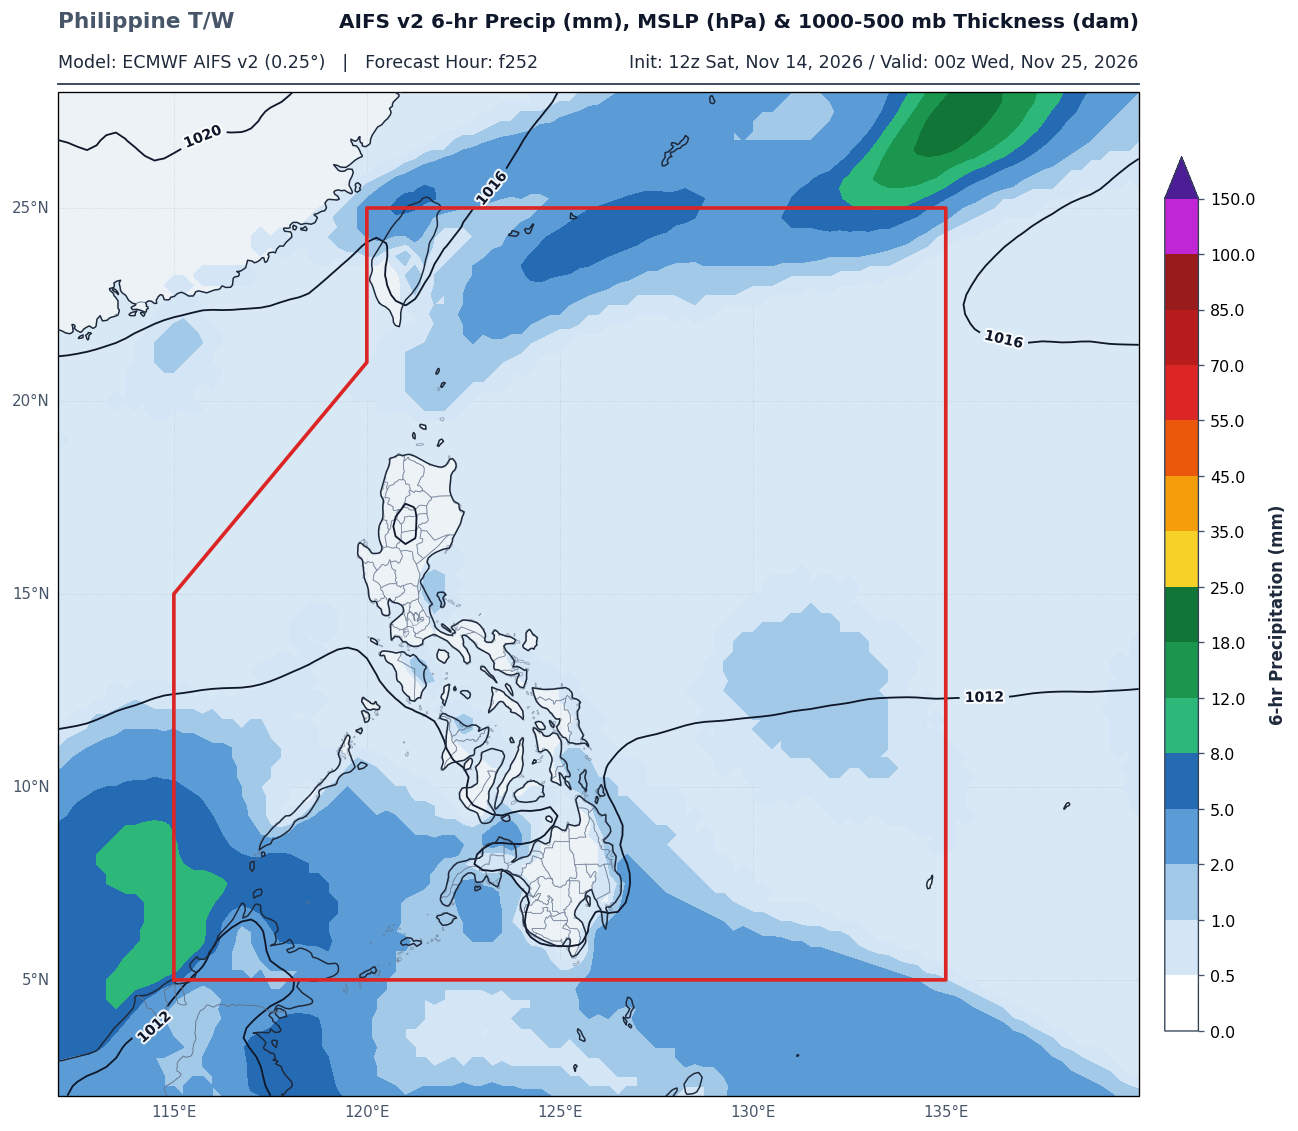 Philippine T/W
AIFS v2 6-hr Precip (mm), MSLP (hPa) & 1000-500 mb Thickness (dam)
Model: ECMWF AIFS v2 (0.25°) | Forecast Hour: f252
Init: 12z Sat, Nov 14, 2026 / Valid: 00z Wed, Nov 25, 2026
1020
1016
1016
1012
1012
25°N
20°N
15°N
10°N
5°N
115°E
120°E
125°E
130°E
135°E
150.0
100.0
85.0
70.0
55.0
45.0
35.0
25.0
18.0
12.0
8.0
5.0
2.0
1.0
0.5
0.0
6-hr Precipitation (mm)